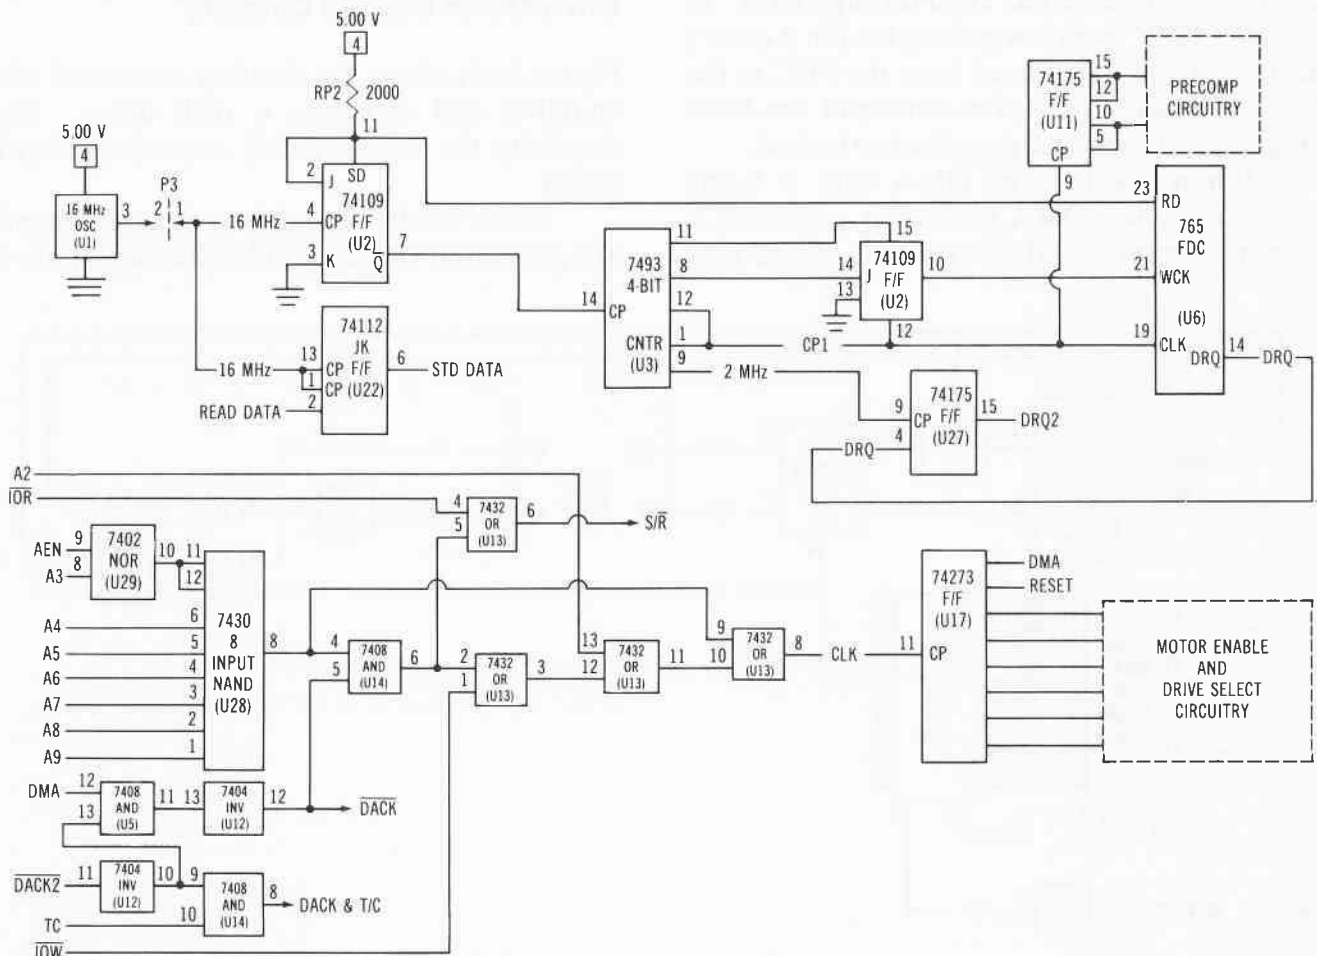 5.00 V
4
RP2
2000
11
5.00 V
4
16 MHz
OSC
(U1)
3
P3
2
1
16 MHz
2
J
SD
74109
F/F
(U2)
4
CP
3
K
Q̅
7
16 MHz
13
CP
1
CP
74112
JK
F/F
(U22)
6
STD DATA
READ DATA
2
14
CP
7493
4-BIT
CNTR
(U3)
11
8
12
1
9
CP1
2 MHz
15
14
J
13
74109
F/F
(U2)
10
12
74175
F/F
(U11)
CP
9
15
12
10
5
PRECOMP
CIRCUITRY
23
RD
765
FDC
21
WCK
(U6)
19
CLK
DRQ
14
DRQ
9
CP
4
DRQ
74175
F/F
(U27)
15
DRQ2
A2
I̅O̅R̅
AEN
9
A3
8
7402
NOR
(U29)
10
11
12
A4
6
A5
5
A6
4
A7
3
A8
2
A9
1
7430
8
INPUT
NAND
(U28)
8
4
5
7432
OR
(U13)
6
S/R̅
4
5
7408
AND
(U14)
6
2
1
7432
OR
(U13)
3
13
12
7432
OR
(U13)
11
9
10
7432
OR
(U13)
8
CLK
11
CP
74273
F/F
(U17)
DMA
RESET
MOTOR ENABLE
AND
DRIVE SELECT
CIRCUITRY
DMA
12
13
7408
AND
(U5)
11
13
7404
INV
(U12)
12
D̅A̅C̅K̅
D̅A̅C̅K̅2̅
11
7404
INV
(U12)
10
9
TC
10
7408
AND
(U14)
8
DACK & T/C
I̅O̅W̅